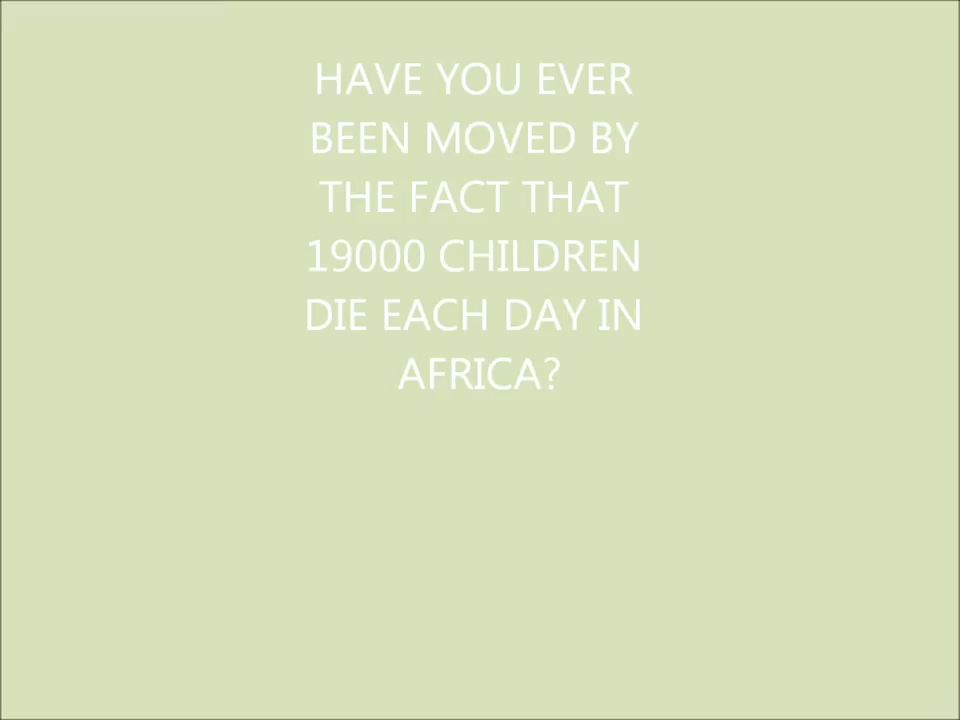 HAVE YOU EVER
BEEN MOVED BY
THE FACT THAT
19000 CHILDREN
DIE EACH DAY IN
AFRICA?